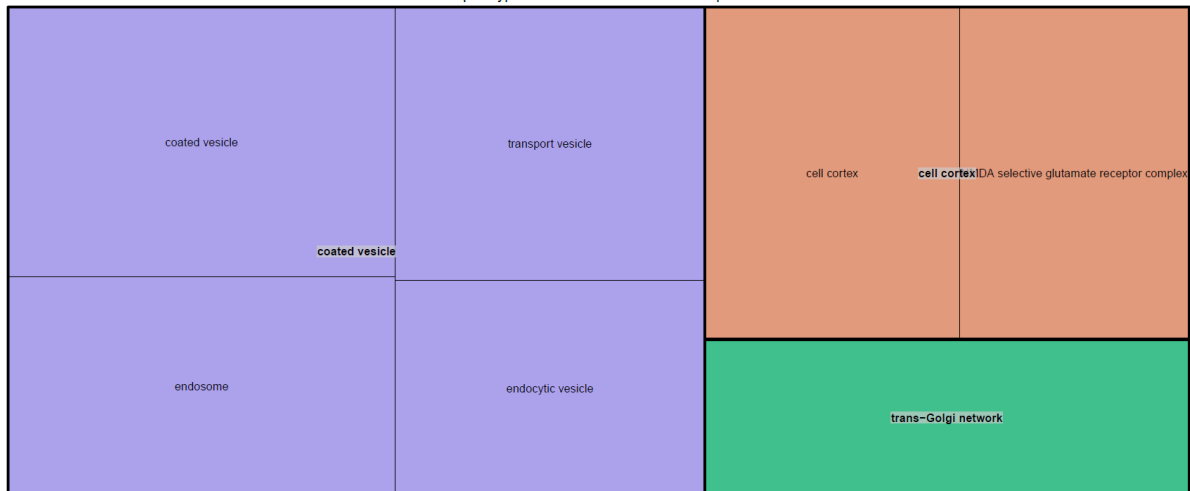 coated vesicle
transport vesicle
cell cortex
cell cortex
selective glutamate receptor complex
coated vesicle
endosome
endocytic vesicle
trans−Golgi network